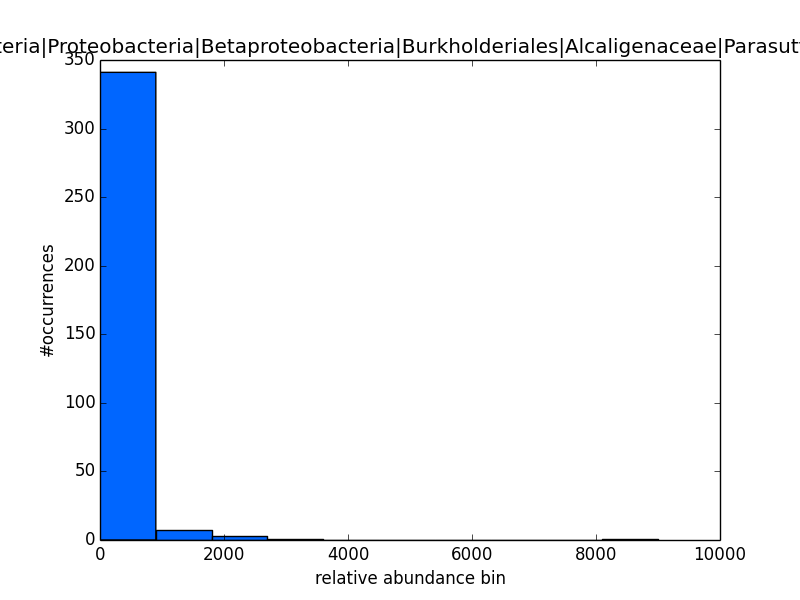 teria|Proteobacteria|Betaproteobacteria|Burkholderiales|Alcaligenaceae|Parasut
350
300
250
200
150
100
50
0
#occurrences
0 2000 4000 6000 8000 10000
relative abundance bin